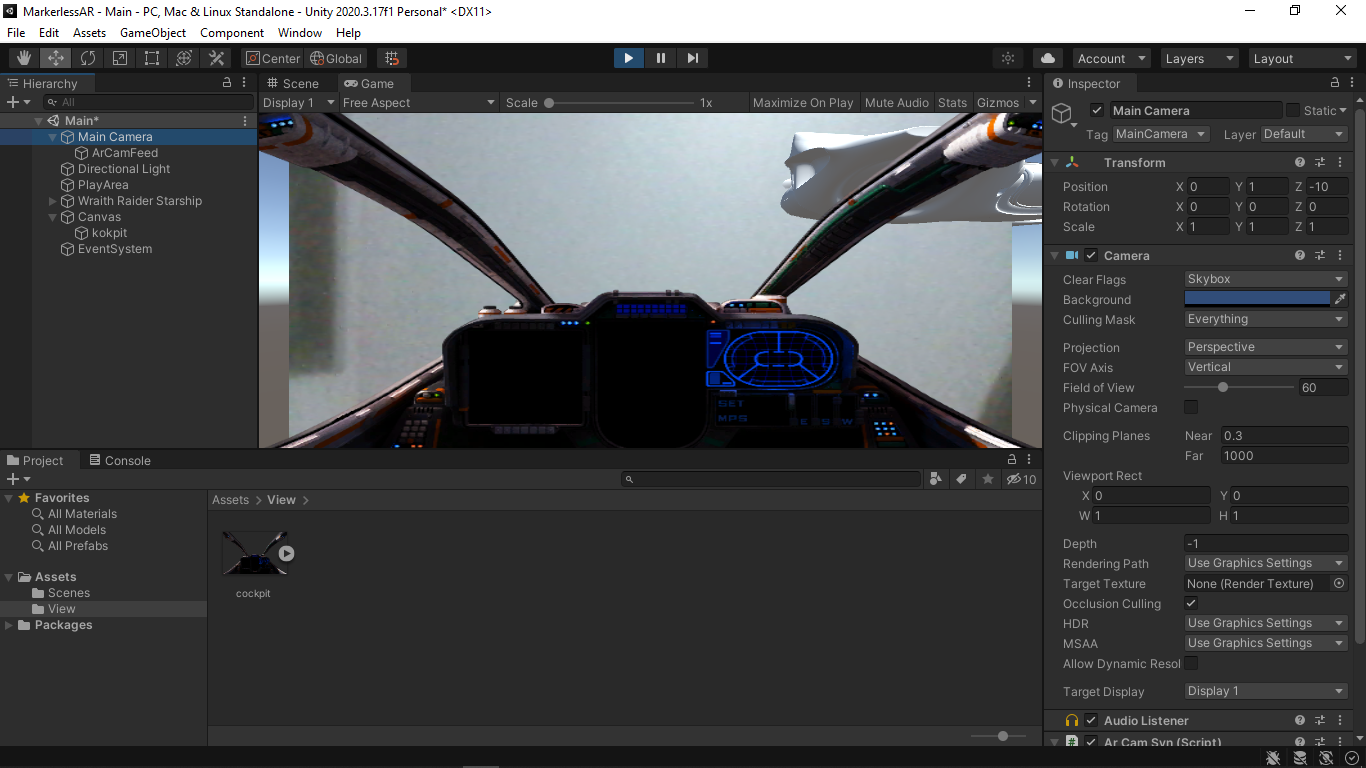 MarkerlessAR - Main - PC, Mac & Linux Standalone - Unity 2020.3.17f1 Personal* <DX11>
File Edit Assets GameObject Component Window Help
Center Global Account Layers Layout
Hierarchy
All
Main*
Main Camera
ArCamFeed
Directional Light
PlayArea
Wraith Raider Starship
Canvas
kokpit
EventSystem
Scene Game
Display 1 Free Aspect Scale 1x Maximize On Play Mute Audio Stats Gizmos
SET
MPS E S W
Inspector
Main Camera Static
Tag MainCamera Layer Default
Transform
Position X 0 Y 1 Z -10
Rotation X 0 Y 0 Z 0
Scale X 1 Y 1 Z 1
Camera
Clear Flags Skybox
Background
Culling Mask Everything
Projection Perspective
FOV Axis Vertical
Field of View 60
Physical Camera
Clipping Planes Near 0.3
Far 1000
Viewport Rect
X 0 Y 0
W 1 H 1
Depth -1
Rendering Path Use Graphics Settings
Target Texture None (Render Texture)
Occlusion Culling
HDR Use Graphics Settings
MSAA Use Graphics Settings
Allow Dynamic Resol
Target Display Display 1
Audio Listener
# Ar Cam Syn (Script)
Project Console
10
Favorites
All Materials
All Models
All Prefabs
Assets
Scenes
View
Packages
Assets > View >
cockpit